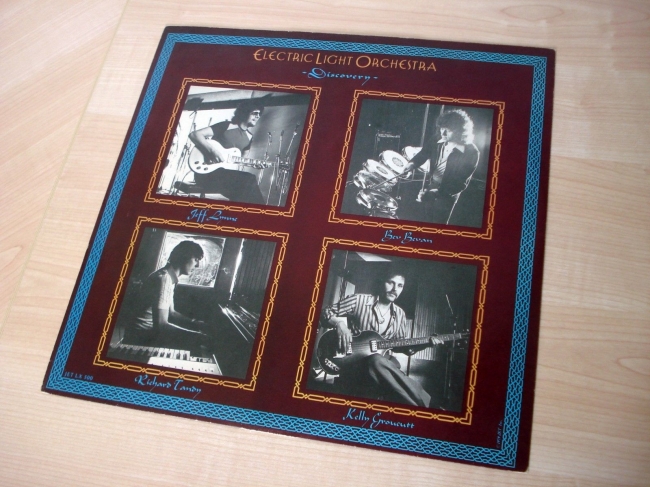 ELECTRIC LIGHT ORCHESTRA
~Discovery~
Jeff Lynne
Bev Bevan
Richard Tandy
Kelly Groucutt